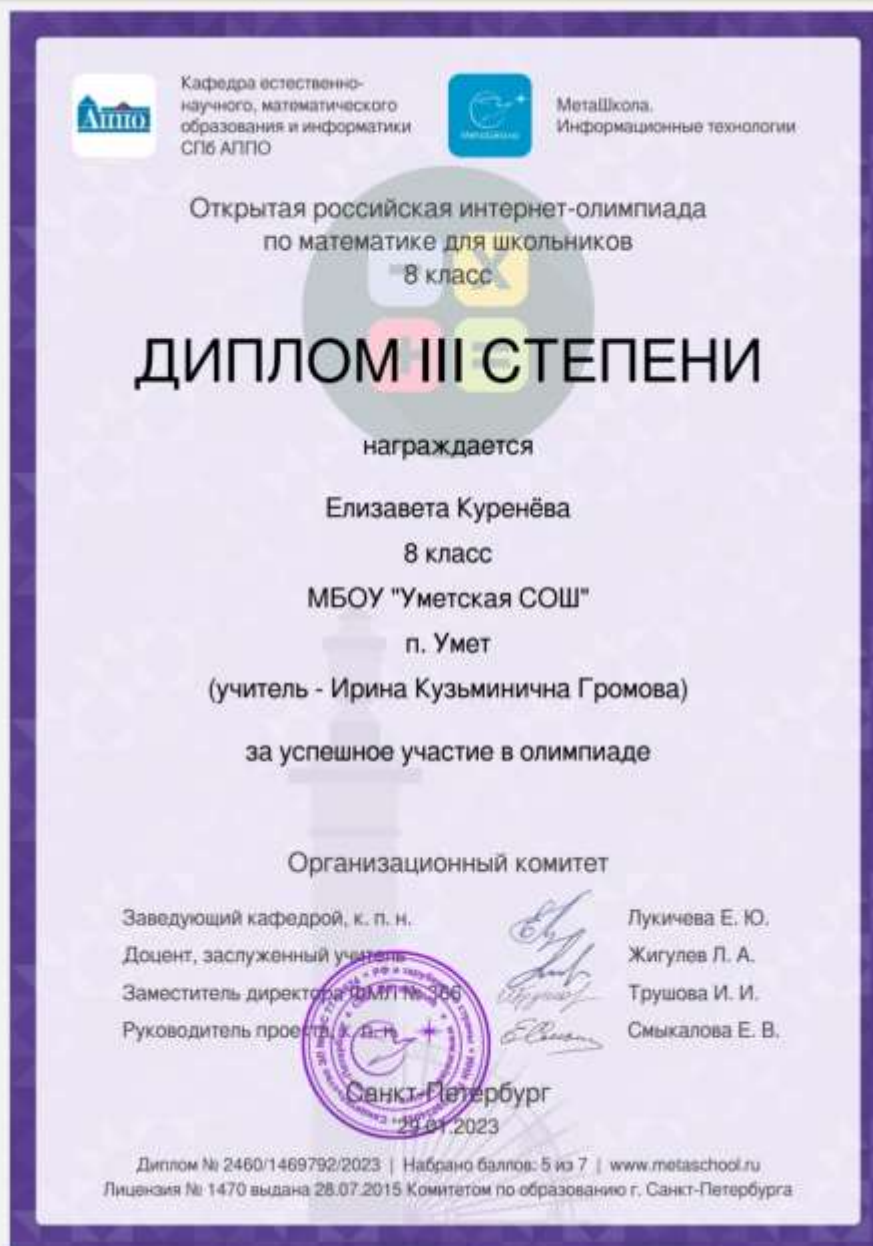 Аппо
Кафедра естественно-
научного, математического
образования и информатики
СПб АППО
МетаШкола
МетаШкола.
Информационные технологии
Открытая российская интернет-олимпиада
по математике для школьников
8 класс
ДИПЛОМ III СТЕПЕНИ
награждается
Елизавета Куренёва
8 класс
МБОУ "Уметская СОШ"
п. Умет
(учитель - Ирина Кузьминична Громова)
за успешное участие в олимпиаде
Организационный комитет
Заведующий кафедрой, к. п. н. Лукичева Е. Ю.
Доцент, заслуженный учитель Жигулев Л. А.
Заместитель директора ФМЛ № 366 Трушова И. И.
Руководитель проекта, к. п. н. Смыкалова Е. В.
Санкт-Петербург
29.01.2023
Диплом № 2460/1469792/2023 | Набрано баллов: 5 из 7 | www.metaschool.ru
Лицензия № 1470 выдана 28.07.2015 Комитетом по образованию г. Санкт-Петербурга